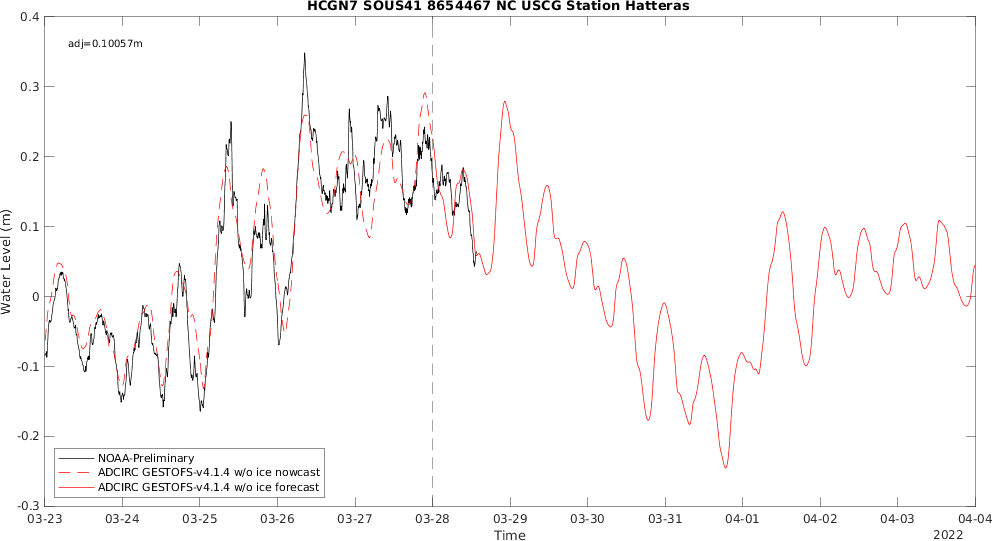 HCGN7 SOUS41 8654467 NC USCG Station Hatteras
adj=0.10057m
0.4
0.3
0.2
0.1
0
-0.1
-0.2
-0.3
Water Level (m)
NOAA-Preliminary
ADCIRC GESTOFS-v4.1.4 w/o ice nowcast
ADCIRC GESTOFS-v4.1.4 w/o ice forecast
03-23 03-24 03-25 03-26 03-27 03-28 03-29 03-30 03-31 04-01 04-02 04-03 04-04
Time
2022